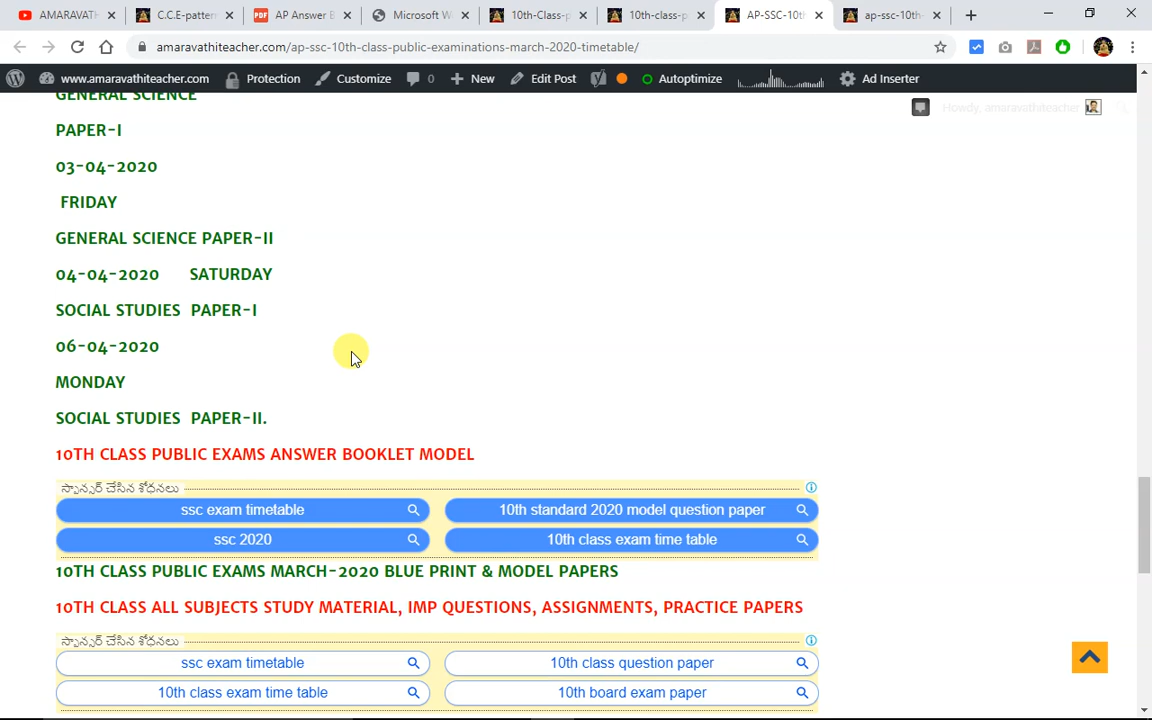 AMARAVATH
C.C.E-patter
AP Answer B
Microsoft W
10th-Class-p
10th-class-p
AP-SSC-10th
ap-ssc-10th-
amaravathiteacher.com/ap-ssc-10th-class-public-examinations-march-2020-timetable/
www.amaravathiteacher.com Protection Customize 0 New Edit Post Autoptimize Ad Inserter
Howdy, amaravathiteacher
GENERAL SCIENCE
PAPER-I
03-04-2020
FRIDAY
GENERAL SCIENCE PAPER-II
04-04-2020 SATURDAY
SOCIAL STUDIES PAPER-I
06-04-2020
MONDAY
SOCIAL STUDIES PAPER-II.
10TH CLASS PUBLIC EXAMS ANSWER BOOKLET MODEL
స్పాన్సర్ చేసిన శోధనలు
ssc exam timetable
10th standard 2020 model question paper
ssc 2020
10th class exam time table
10TH CLASS PUBLIC EXAMS MARCH-2020 BLUE PRINT & MODEL PAPERS
10TH CLASS ALL SUBJECTS STUDY MATERIAL, IMP QUESTIONS, ASSIGNMENTS, PRACTICE PAPERS
స్పాన్సర్ చేసిన శోధనలు
ssc exam timetable
10th class question paper
10th class exam time table
10th board exam paper